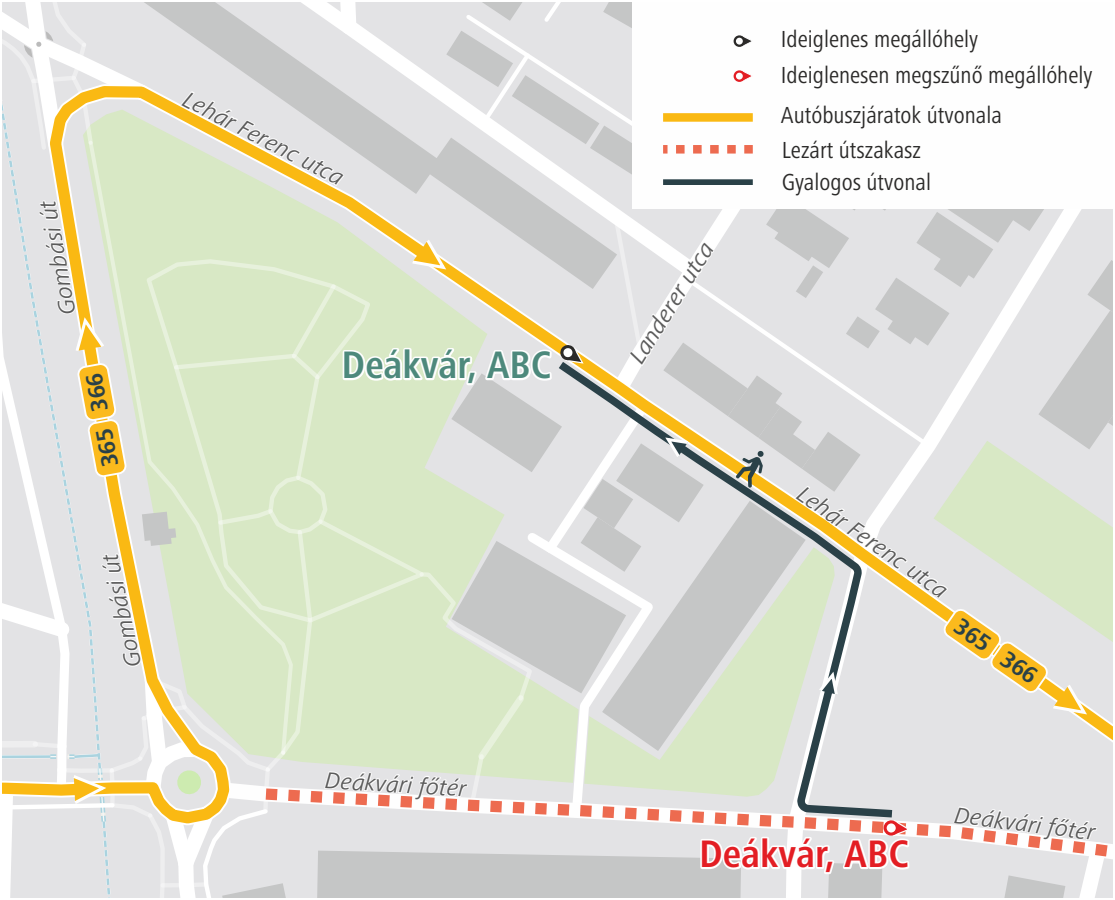 Ideiglenes megállóhely
Ideiglenesen megszűnő megállóhely
Autóbuszjáratok útvonala
Lezárt útszakasz
Gyalogos útvonal
Lehár Ferenc utca
Gombási út
Landerer utca
Deákvár, ABC
366
365
Lehár Ferenc utca
Gombási út
365
366
Deákvári főtér
Deákvári főtér
Deákvár, ABC